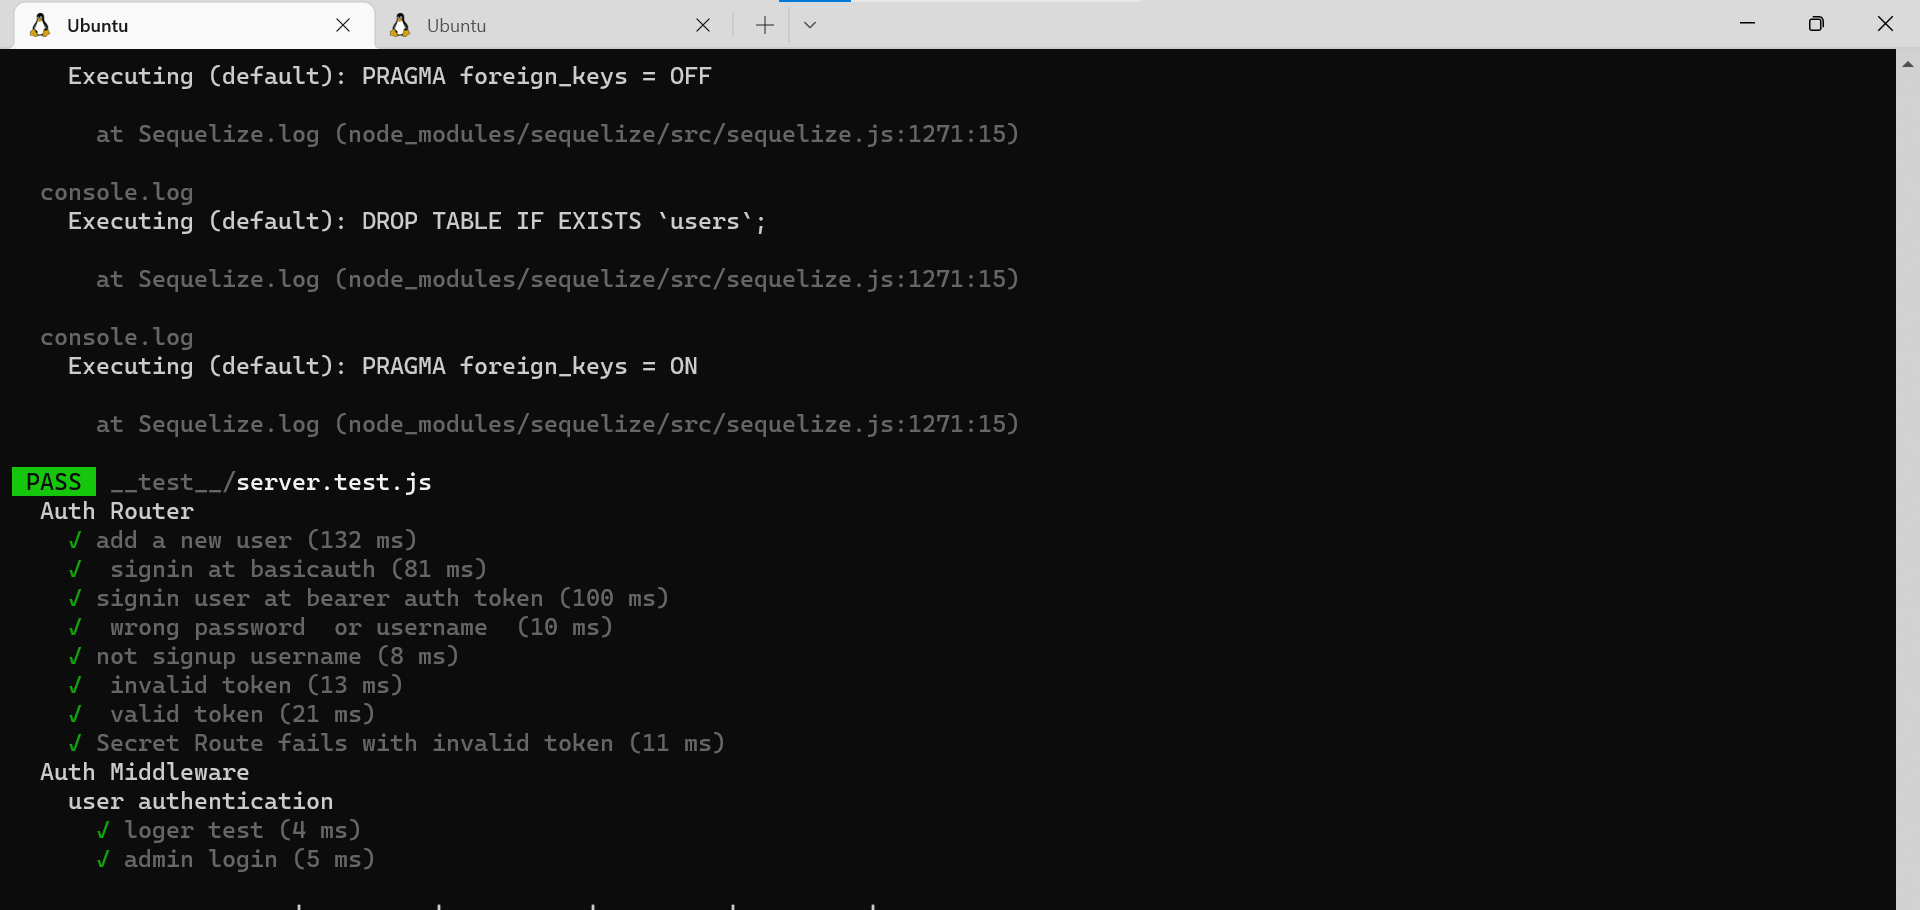 Ubuntu
Ubuntu
Executing (default): PRAGMA foreign_keys = OFF
at Sequelize.log (node_modules/sequelize/src/sequelize.js:1271:15)
console.log
Executing (default): DROP TABLE IF EXISTS `users`;
at Sequelize.log (node_modules/sequelize/src/sequelize.js:1271:15)
console.log
Executing (default): PRAGMA foreign_keys = ON
at Sequelize.log (node_modules/sequelize/src/sequelize.js:1271:15)
PASS __test__/server.test.js
Auth Router
√ add a new user (132 ms)
√  signin at basicauth (81 ms)
√ signin user at bearer auth token (100 ms)
√  wrong password  or username  (10 ms)
√ not signup username (8 ms)
√  invalid token (13 ms)
√  valid token (21 ms)
√ Secret Route fails with invalid token (11 ms)
Auth Middleware
user authentication
√ loger test (4 ms)
√ admin login (5 ms)